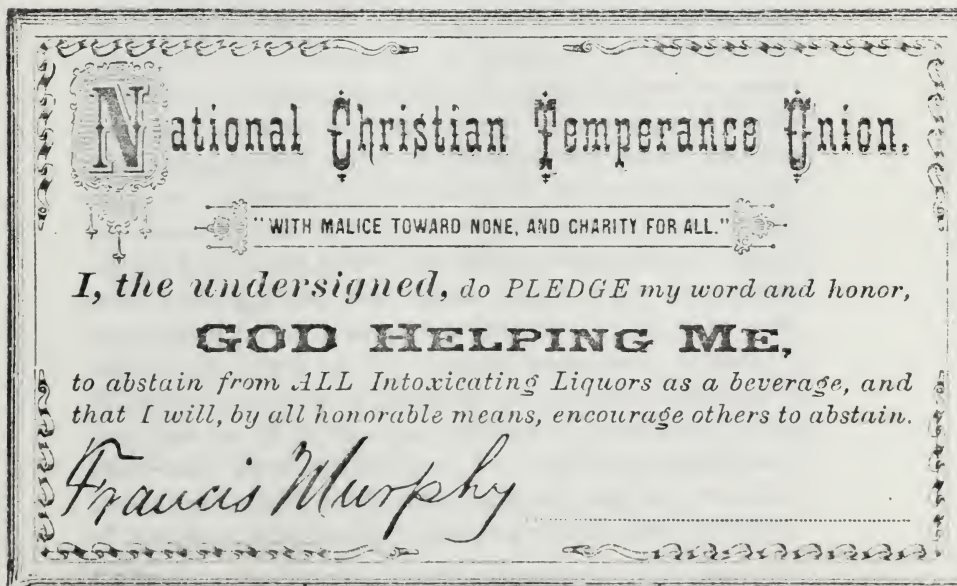 National Christian Temperance Union.
"WITH MALICE TOWARD NONE, AND CHARITY FOR ALL."
I, the undersigned, do PLEDGE my word and honor,
GOD HELPING ME,
to abstain from ALL Intoxicating Liquors as a beverage, and
that I will, by all honorable means, encourage others to abstain.
Francis Murphy